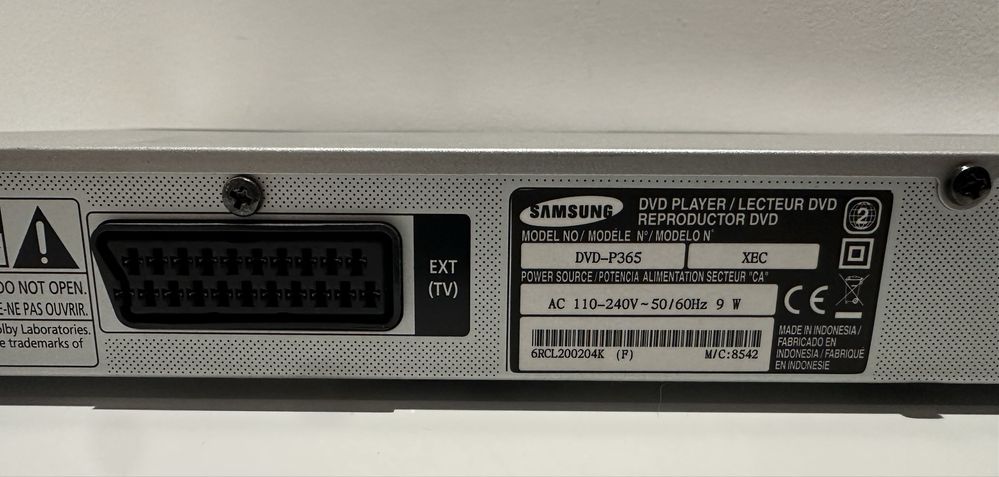 DO NOT OPEN.
E-NE PAS OUVRIR.
Laboratories.
trademarks of
EXT
(TV)
SAMSUNG
DVD PLAYER / LECTEUR DVD
REPRODUCTOR DVD
2
MODEL NO / MODÈLE N° / MODELO N°
DVD-P365
XEC
POWER SOURCE / POTENCIA ALIMENTATION SECTEUR "CA"
AC 110-240V ~ 50/60Hz 9 W
CE
6RCL200204K (F)
M/C:8542
MADE IN INDONESIA /
FABRICADO EN
INDONESIA / FABRIQUÉ
EN INDONESIE